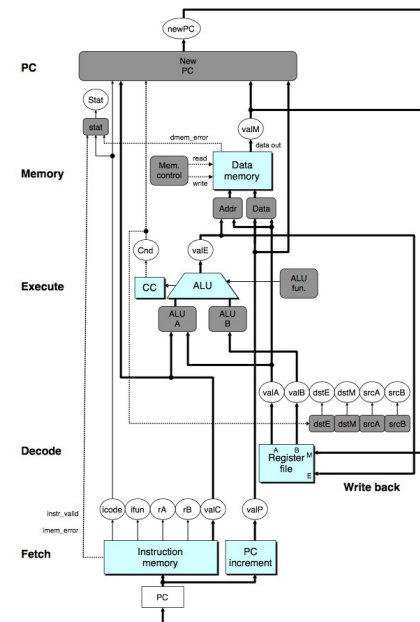 newPC
PC
New
PC
Stat
stat
valM
dmem_error
data out
Memory
Mem.
control
read
write
Data
memory
Addr
Data
Cnd
valE
Execute
CC
ALU
ALU
fun.
ALU
A
ALU
B
valA
valB
dstE
dstM
srcA
srcB
dstE
dstM
srcA
srcB
Decode
A
B
M
Register
file
E
Write back
instr_valid
icode
ifun
rA
rB
valC
valP
imem_error
Fetch
Instruction
memory
PC
increment
PC